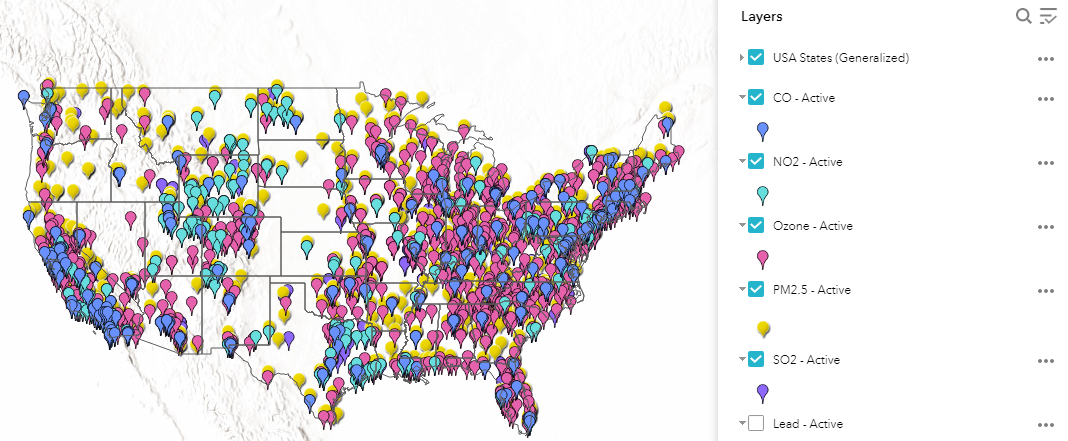 Layers
USA States (Generalized)
CO - Active
NO2 - Active
Ozone - Active
PM2.5 - Active
SO2 - Active
Lead - Active